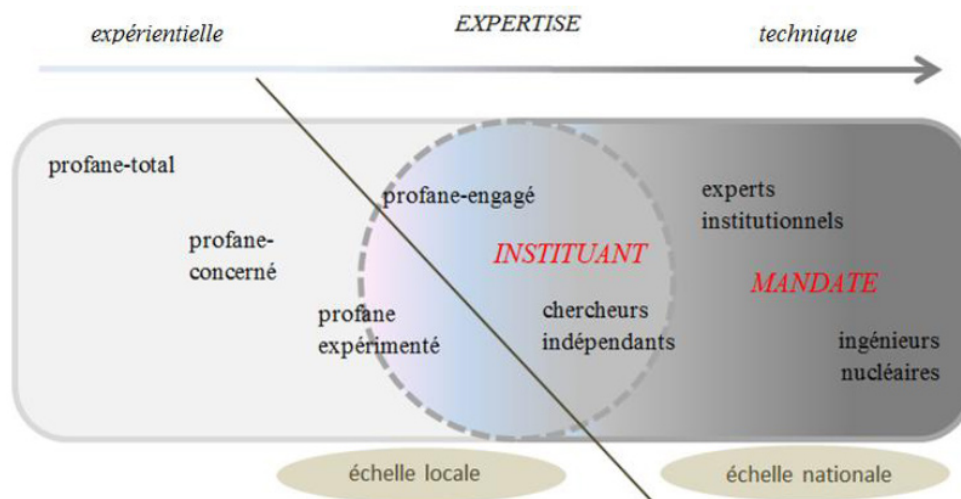 expérientielle
EXPERTISE
technique
profane-total
profane-engagé
experts
institutionnels
profane-
concerné
INSTITUANT
MANDATE
profane
expérimenté
chercheurs
indépendants
ingénieurs
nucléaires
échelle locale
échelle nationale